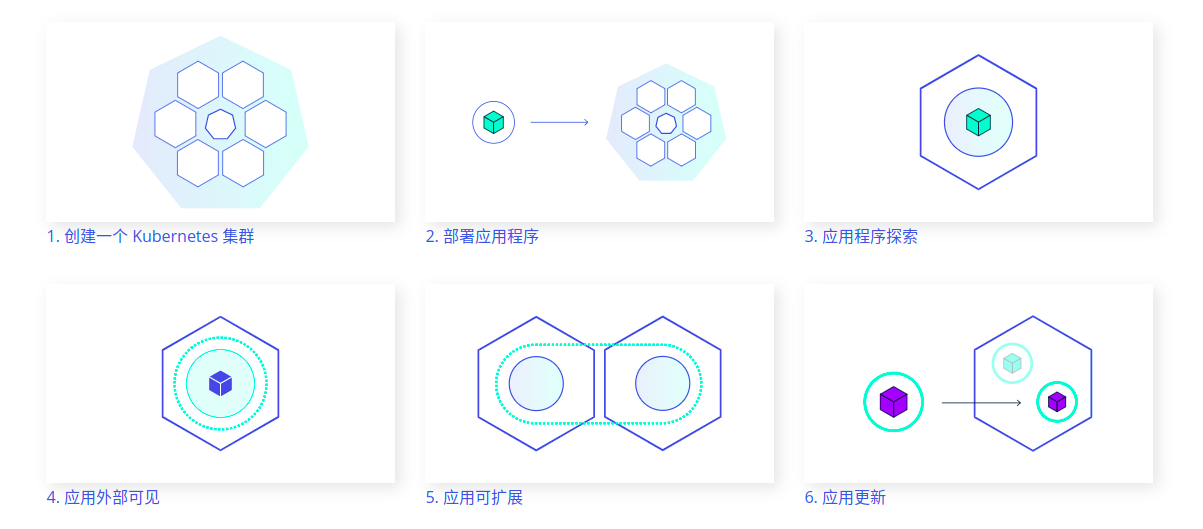 1. 创建一个 Kubernetes 集群
2. 部署应用程序
3. 应用程序探索
4. 应用外部可见
5. 应用可扩展
6. 应用更新